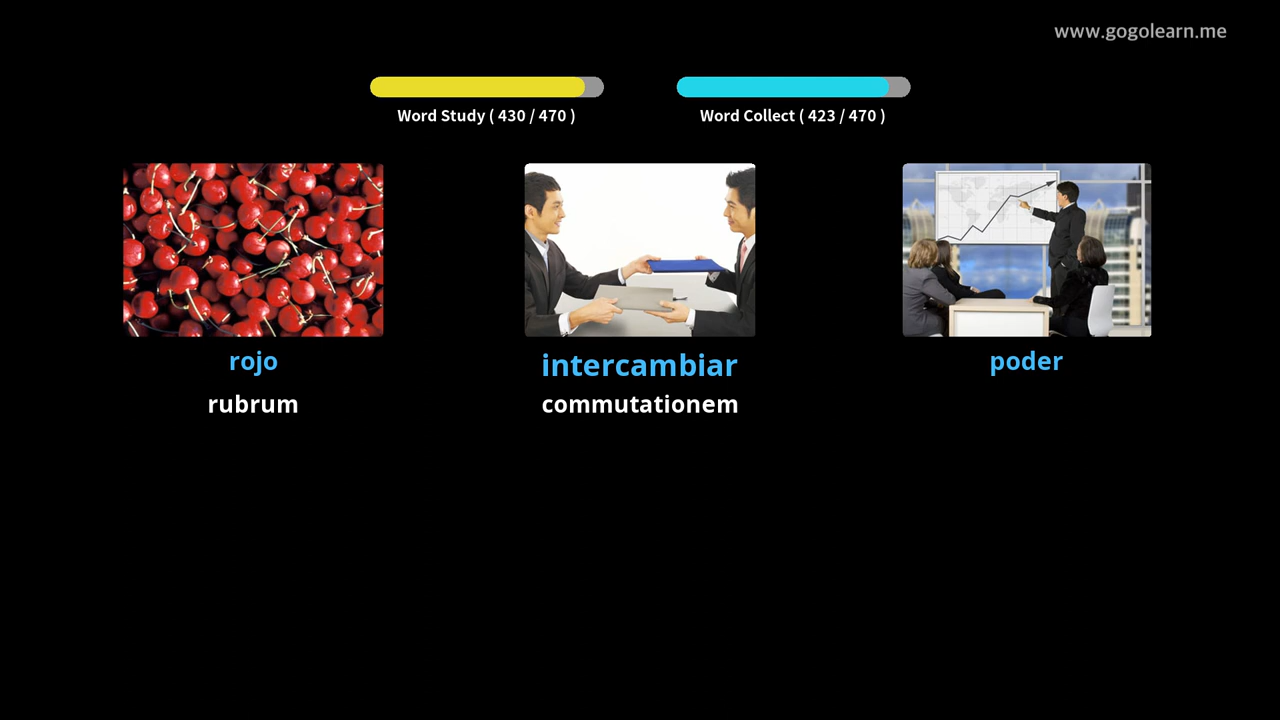 www.gogolearn.me
Word Study ( 430 / 470 )
Word Collect ( 423 / 470 )
rojo
rubrum
intercambiar
commutationem
poder